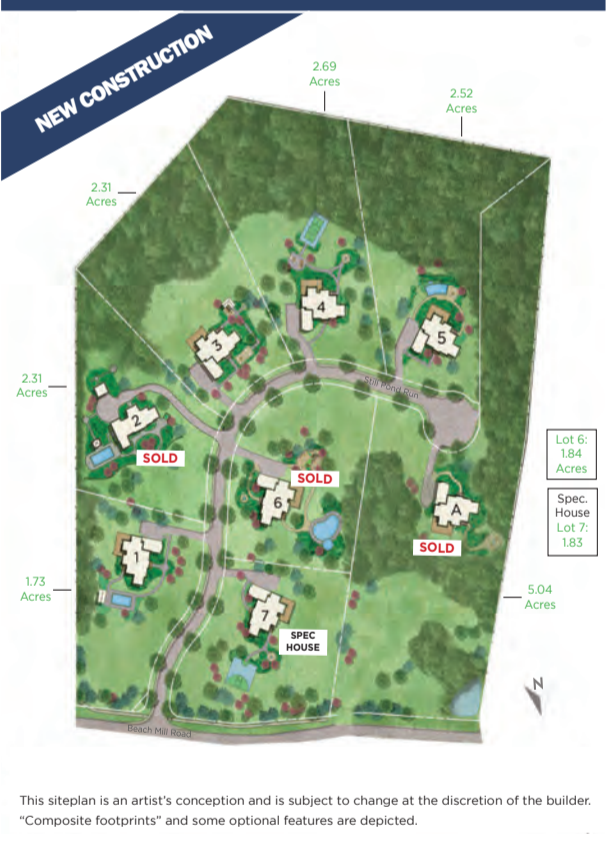 NEW CONSTRUCTION
2.69
Acres
2.52
Acres
2.31
Acres
4
3
5
Still Pond Run
2.31
Acres
2
SOLD
Lot 6:
1.84
Acres
SOLD
6
A
Spec.
House
Lot 7:
1.83
SOLD
1
1.73
Acres
5.04
Acres
7
SPEC
HOUSE
N
Beach Mill Road
This siteplan is an artist's conception and is subject to change at the discretion of the builder.
"Composite footprints" and some optional features are depicted.